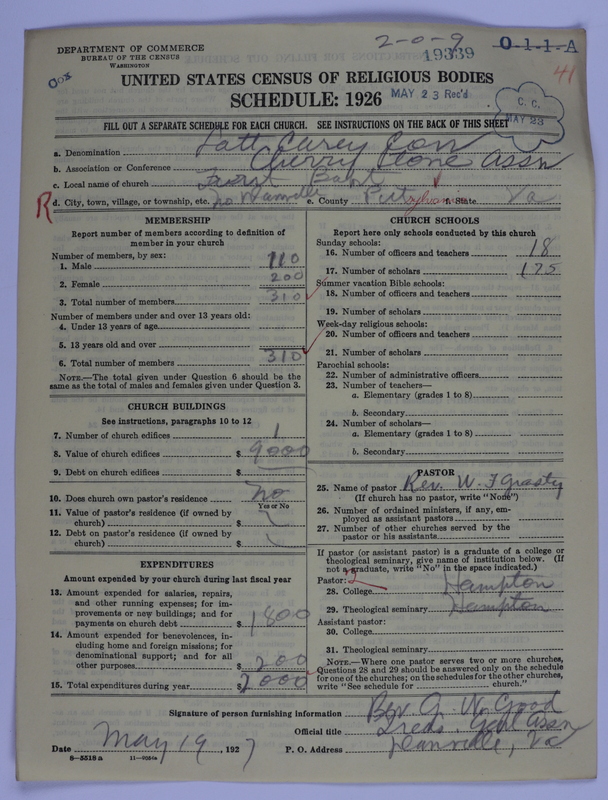 DEPARTMENT OF COMMERCE
BUREAU OF THE CENSUS
WASHINGTON
2-0-9
19339
0-1-1-A
41
UNITED STATES CENSUS OF RELIGIOUS BODIES
SCHEDULE: 1926
MAY 23 Rec'd
C. C.
MAY 23
FILL OUT A SEPARATE SCHEDULE FOR EACH CHURCH. SEE INSTRUCTIONS ON THE BACK OF THIS SHEET
a. Denomination Lott Carey Con
b. Association or Conference Cherry Stone Assn
c. Local name of church Bapt
R d. City, town, village, or township, etc. No Danville e. County Pittsylvania f. State Va
MEMBERSHIP
Report number of members according to definition of member in your church
Number of members, by sex:
1. Male 110
2. Female 200
3. Total number of members 310
Number of members under and over 13 years old:
4. Under 13 years of age
5. 13 years old and over
6. Total number of members 310
NOTE.—The total given under Question 6 should be the same as the total of males and females given under Question 3.
CHURCH BUILDINGS
See instructions, paragraphs 10 to 12
7. Number of church edifices 1
8. Value of church edifices $ 9000
9. Debt on church edifices $
10. Does church own pastor's residence No
Yes or No
11. Value of pastor's residence (if owned by church) $
12. Debt on pastor's residence (if owned by church) $
EXPENDITURES
Amount expended by your church during last fiscal year
13. Amount expended for salaries, repairs, and other running expenses; for improvements or new buildings; and for payments on church debt $ 1800
14. Amount expended for benevolences, including home and foreign missions; for denominational support; and for all other purposes $ 200
15. Total expenditures during year $ 2000
CHURCH SCHOOLS
Report here only schools conducted by this church
Sunday schools:
16. Number of officers and teachers 18
17. Number of scholars 175
Summer vacation Bible schools:
18. Number of officers and teachers
19. Number of scholars
Week-day religious schools:
20. Number of officers and teachers
21. Number of scholars
Parochial schools:
22. Number of administrative officers
23. Number of teachers—
a. Elementary (grades 1 to 8)
b. Secondary
24. Number of scholars—
a. Elementary (grades 1 to 8)
b. Secondary
PASTOR
25. Name of pastor Rev. W. F Grasty
(If church has no pastor, write "None")
26. Number of ordained ministers, if any, employed as assistant pastors
27. Number of other churches served by the pastor or his assistants
If pastor (or assistant pastor) is a graduate of a college or theological seminary, give name of institution below. (If not a graduate, write "No" in the space indicated.)
Pastor:
28. College Hampton
29. Theological seminary Hampton
Assistant pastor:
30. College
31. Theological seminary
NOTE.—Where one pastor serves two or more churches, Questions 28 and 29 should be answered only on the schedule for one of the churches; on the schedules for the other churches, write "See schedule for church."
Signature of person furnishing information Rev. G. W. Good
Official title Treas. Genl Assn
Date May 19, 1927 P. O. Address Danville, Va
8-5518 a 11-9054a